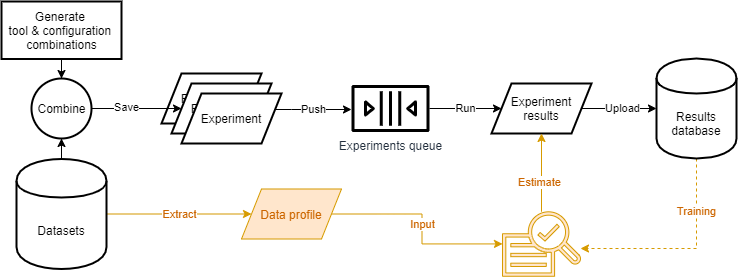 Generate
tool & configuration
combinations
Combine
Save
E
E
Experiment
Push
Experiments queue
Run
Experiment
results
Upload
Results
database
Datasets
Extract
Data profile
Input
Estimate
Training